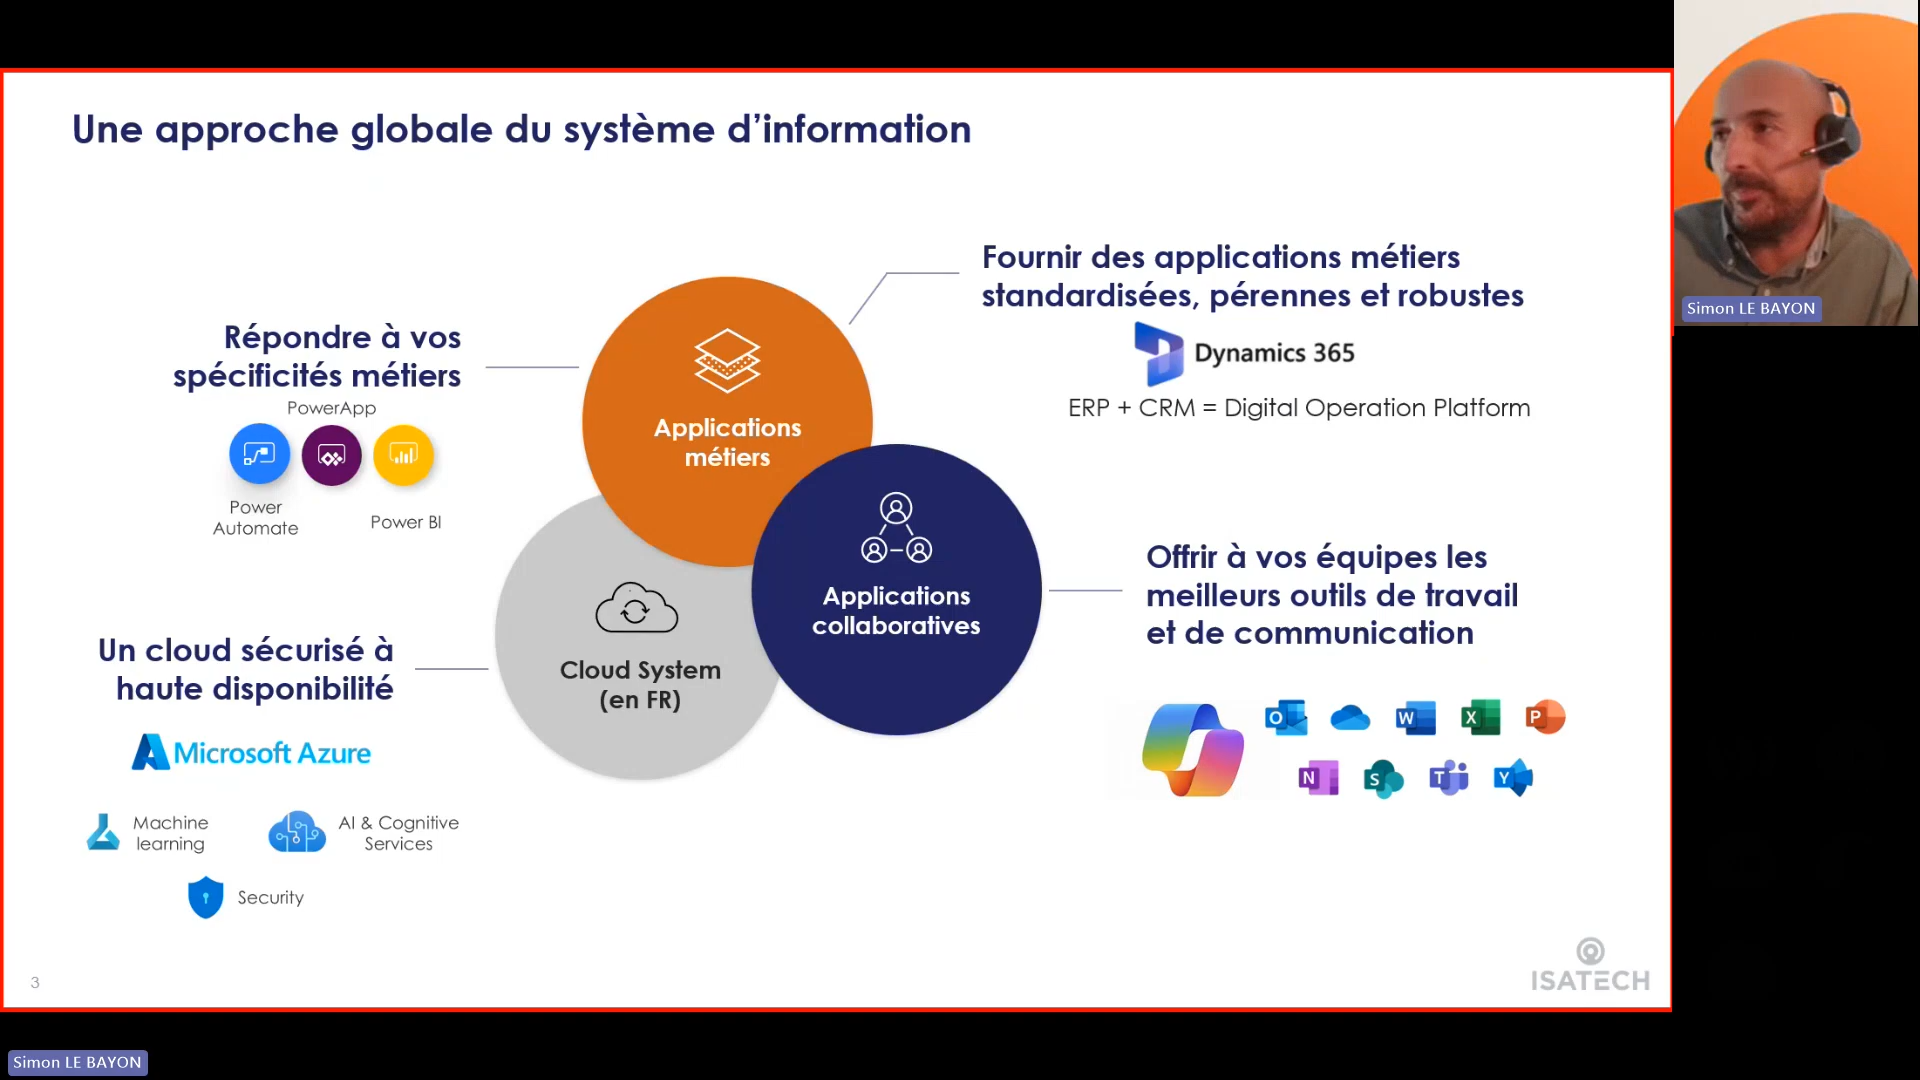 Une approche globale du système d’information
Répondre à vos
spécificités métiers
PowerApp
Power
Automate
Power BI
Un cloud sécurisé à
haute disponibilité
Microsoft Azure
Machine
learning
AI & Cognitive
Services
Security
Applications
métiers
Cloud System
(en FR)
Applications
collaboratives
Fournir des applications métiers
standardisées, pérennes et robustes
Dynamics 365
ERP + CRM = Digital Operation Platform
Offrir à vos équipes les
meilleurs outils de travail
et de communication
O
W
X
P
N
S
T
Y
3
ISATECH
Simon LE BAYON
Simon LE BAYON